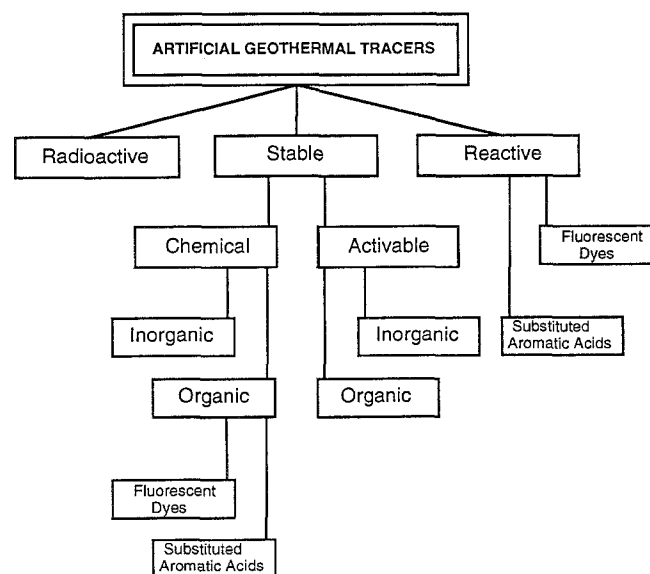 ARTIFICIAL GEOTHERMAL TRACERS
Radioactive
Stable
Reactive
Chemical
Activable
Fluorescent
Dyes
Inorganic
Inorganic
Substituted
Aromatic Acids
Organic
Organic
Fluorescent
Dyes
Substituted
Aromatic Acids